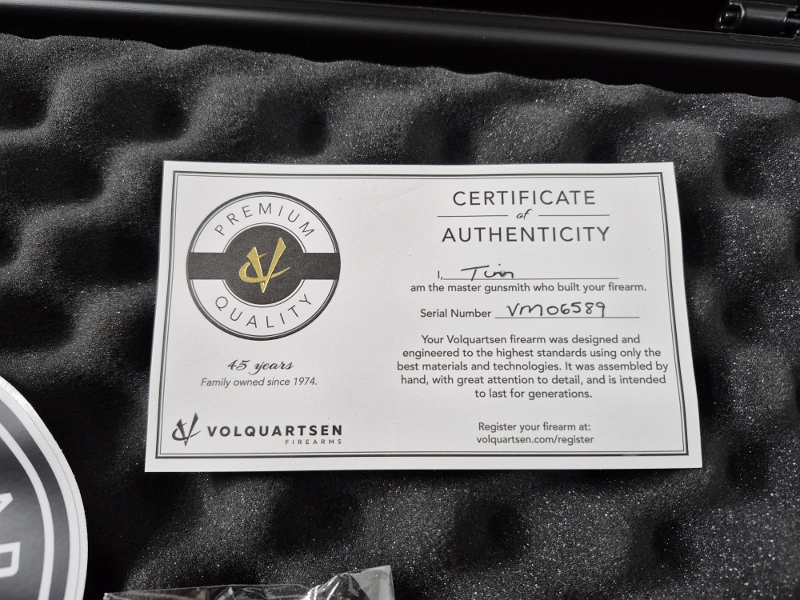 PREMIUM
QUALITY
45 years
Family owned since 1974.
VOLQUARTSEN
FIREARMS
CERTIFICATE
of
AUTHENTICITY
I, Tim
am the master gunsmith who built your firearm.
Serial Number VM06589
Your Volquartsen firearm was designed and
engineered to the highest standards using only the
best materials and technologies. It was assembled by
hand, with great attention to detail, and is intended
to last for generations.
Register your firearm at:
volquartsen.com/register